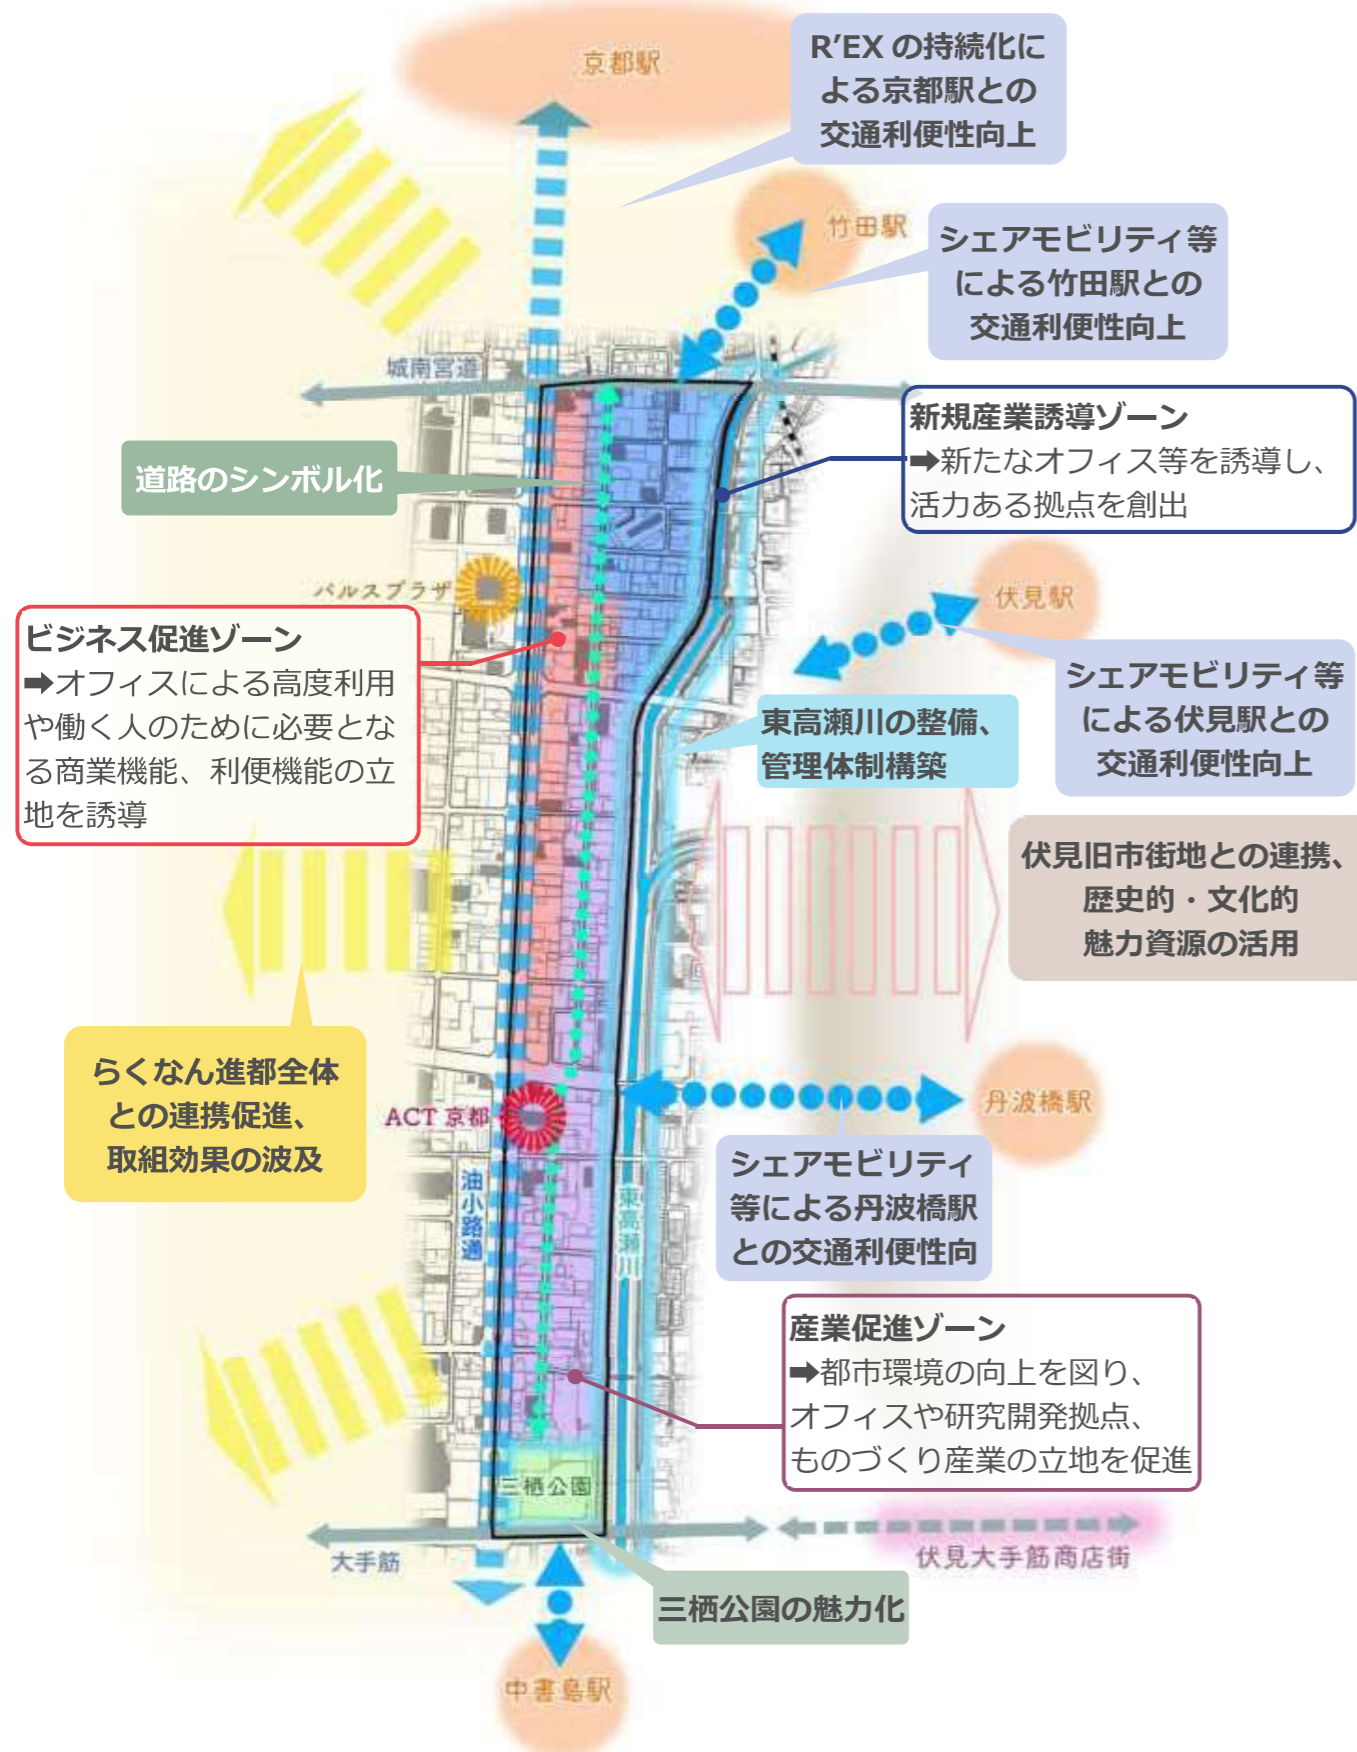 京都駅
R’EX の持続化に
よる京都駅との
交通利便性向上
竹田駅
シェアモビリティ等
による竹田駅との
交通利便性向上
城南宮道
新規産業誘導ゾーン
➡新たなオフィス等を誘導し、
活力ある拠点を創出
道路のシンボル化
パルスプラザ
伏見駅
ビジネス促進ゾーン
➡オフィスによる高度利用
や働く人のために必要とな
る商業機能、利便機能の立
地を誘導
シェアモビリティ等
による伏見駅との
交通利便性向上
東高瀬川の整備、
管理体制構築
伏見旧市街地との連携、
歴史的・文化的
魅力資源の活用
らくなん進都全体
との連携促進、
取組効果の波及
ACT 京都
丹波橋駅
シェアモビリティ
等による丹波橋駅
との交通利便性向
油小路通
東高瀬川
産業促進ゾーン
➡都市環境の向上を図り、
オフィスや研究開発拠点、
ものづくり産業の立地を促進
三栖公園
大手筋
伏見大手筋商店街
三栖公園の魅力化
中書島駅